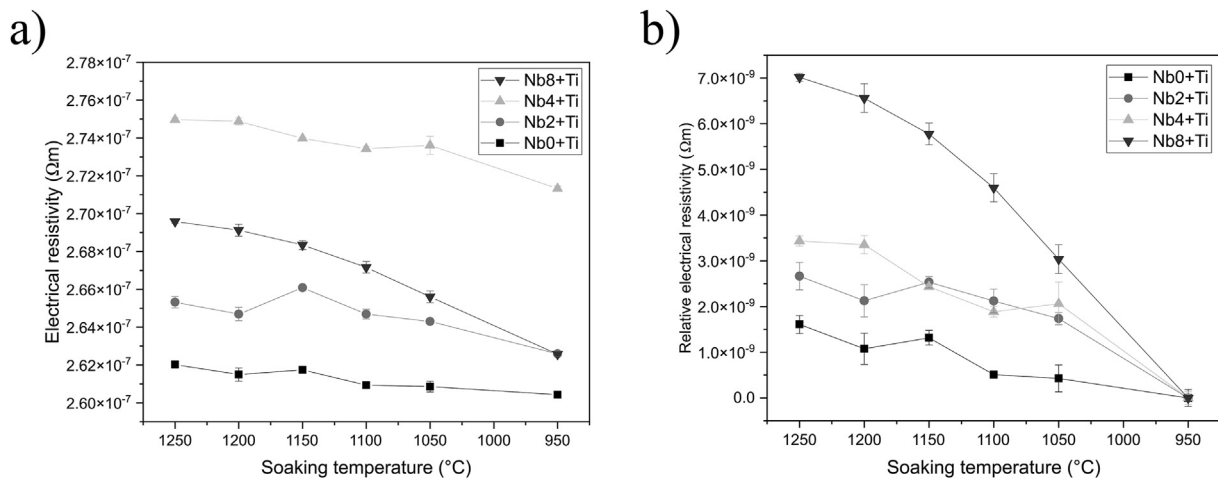 a)
2.78×10⁻⁷
2.76×10⁻⁷
2.74×10⁻⁷
2.72×10⁻⁷
2.70×10⁻⁷
2.68×10⁻⁷
2.66×10⁻⁷
2.64×10⁻⁷
2.62×10⁻⁷
2.60×10⁻⁷
Electrical resistivity (Ωm)
Nb8+Ti
Nb4+Ti
Nb2+Ti
Nb0+Ti
1250 1200 1150 1100 1050 1000 950
Soaking temperature (°C)
b)
7.0×10⁻⁹
6.0×10⁻⁹
5.0×10⁻⁹
4.0×10⁻⁹
3.0×10⁻⁹
2.0×10⁻⁹
1.0×10⁻⁹
0.0
Relative electrical resistivity (Ωm)
Nb0+Ti
Nb2+Ti
Nb4+Ti
Nb8+Ti
1250 1200 1150 1100 1050 1000 950
Soaking temperature (°C)